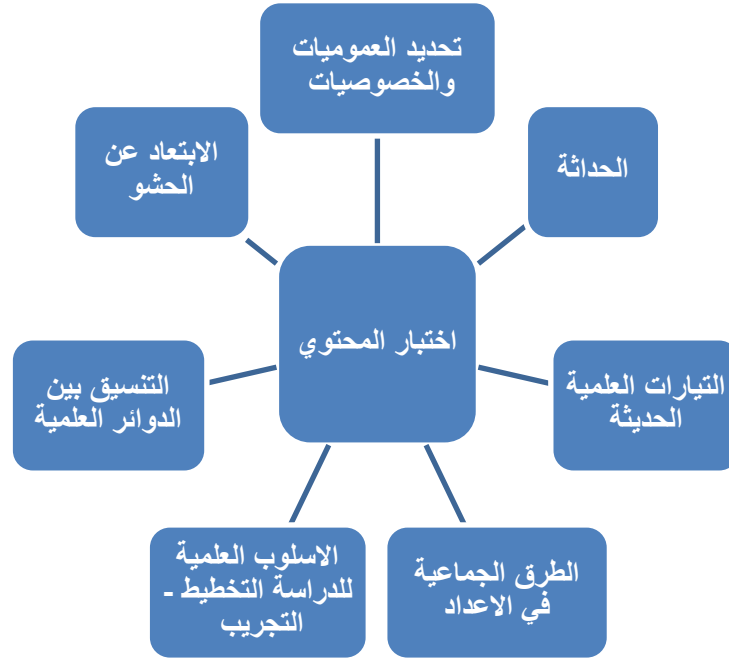 تحديد العموميات
والخصوصيات
الحداثة
التيارات العلمية
الحديثة
الطرق الجماعية
في الاعداد
الاسلوب العلمية
للدراسة التخطيط -
التجريب
التنسيق بين
الدوائر العلمية
الابتعاد عن
الحشو
اختبار المحتوي